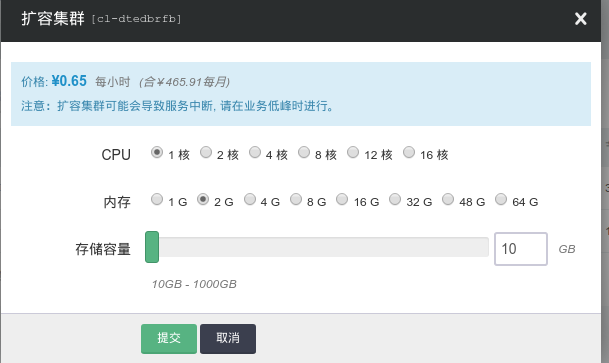 扩容集群 [cl-dtedbrfb]
价格: ¥0.65 每小时 (合¥465.91每月)
注意：扩容集群可能会导致服务中断, 请在业务低峰时进行。
CPU 1 核 2 核 4 核 8 核 12 核 16 核
内存 1 G 2 G 4 G 8 G 16 G 32 G 48 G 64 G
存储容量 10 GB
10GB - 1000GB
提交 取消